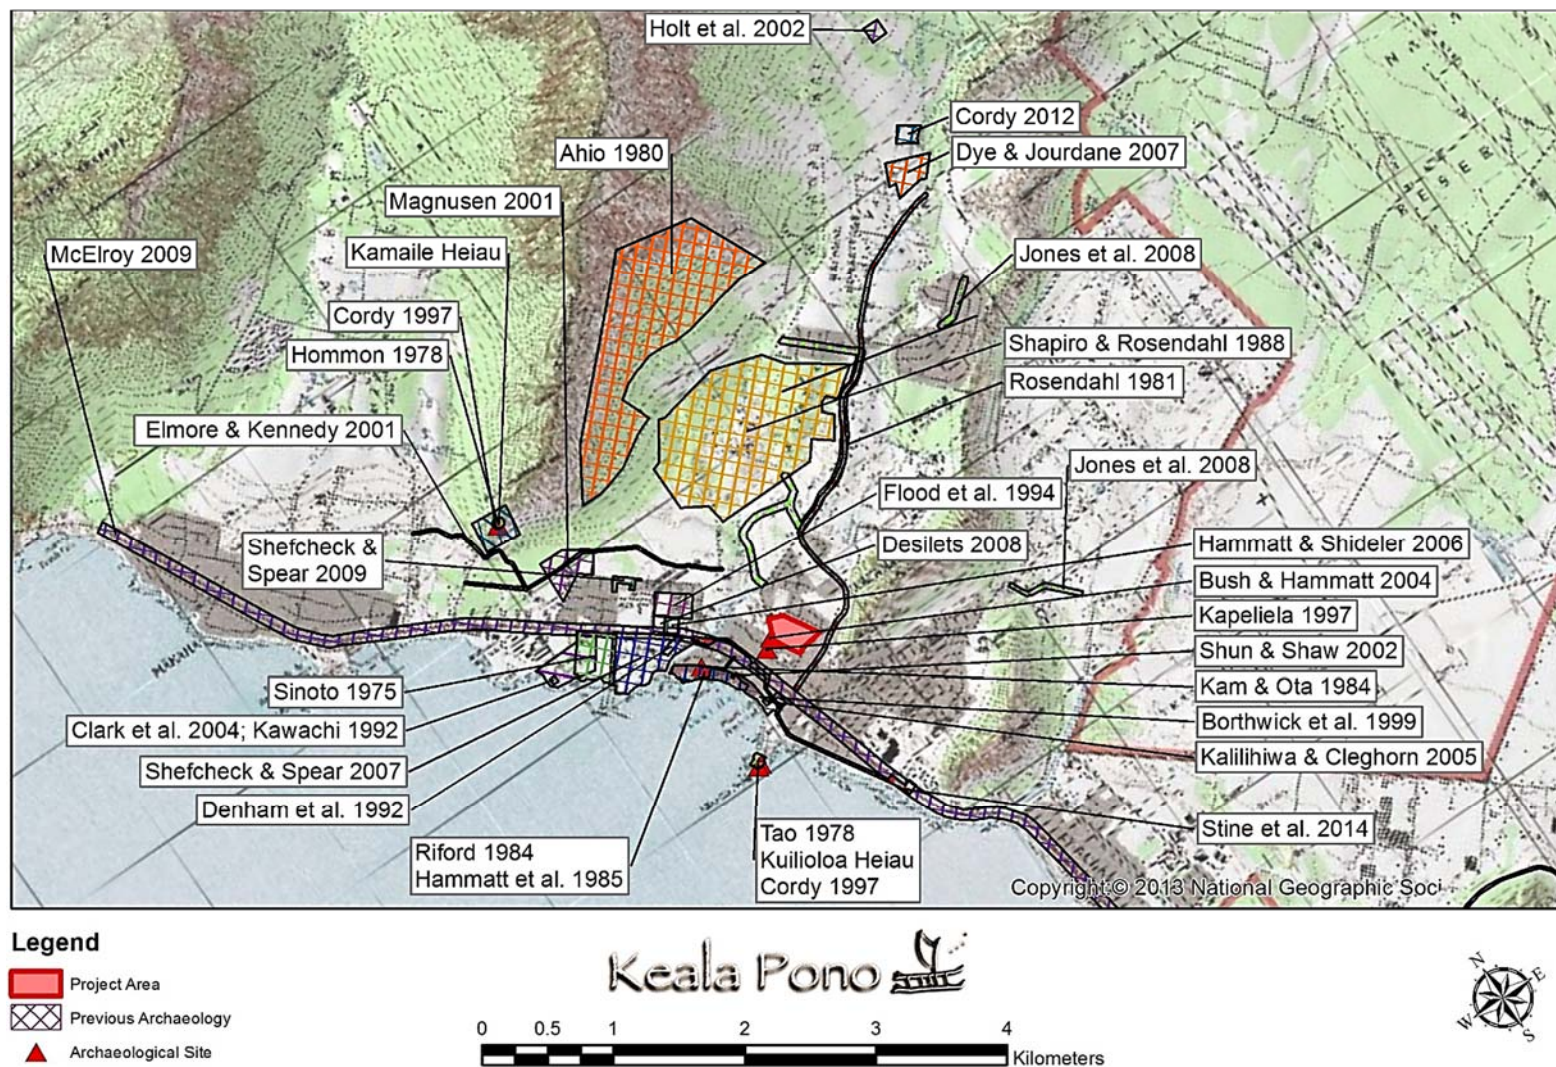 Holt et al. 2002
Cordy 2012
Ahio 1980
Dye & Jourdane 2007
Magnusen 2001
McElroy 2009
Kamaile Heiau
Jones et al. 2008
Cordy 1997
Shapiro & Rosendahl 1988
Hommon 1978
Rosendahl 1981
Elmore & Kennedy 2001
Jones et al. 2008
Flood et al. 1994
Shefcheck &
Spear 2009
Desilets 2008
Hammatt & Shideler 2006
Bush & Hammatt 2004
Kapeliela 1997
Shun & Shaw 2002
Sinoto 1975
Kam & Ota 1984
Clark et al. 2004; Kawachi 1992
Borthwick et al. 1999
Shefcheck & Spear 2007
Kalilihiwa & Cleghorn 2005
Denham et al. 1992
Stine et al. 2014
Riford 1984
Hammatt et al. 1985
Tao 1978
Kuilioloa Heiau
Cordy 1997
Copyright:© 2013 National Geographic Soci
Legend
Project Area
Previous Archaeology
Archaeological Site
Keala Pono
0 0.5 1 2 3 4
Kilometers
N
E
W
S